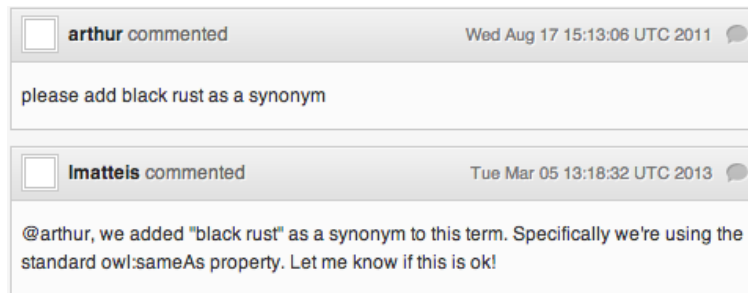 arthur commented Wed Aug 17 15:13:06 UTC 2011
please add black rust as a synonym
lmatteis commented Tue Mar 05 13:18:32 UTC 2013
@arthur, we added "black rust" as a synonym to this term. Specifically we're using the
standard owl:sameAs property. Let me know if this is ok!